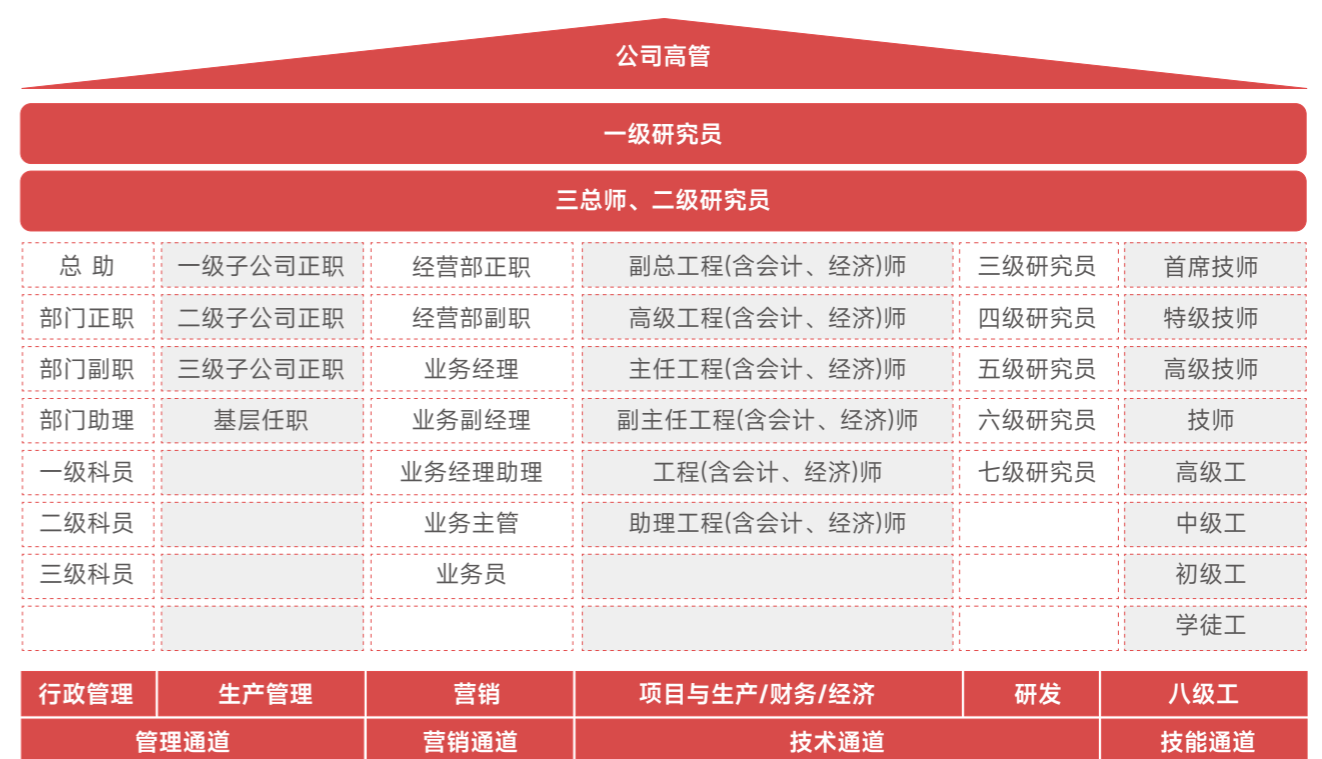 公司高管
一级研究员
三总师、二级研究员
总 助 一级子公司正职 经营部正职 副总工程(含会计、经济)师 三级研究员 首席技师
部门正职 二级子公司正职 经营部副职 高级工程(含会计、经济)师 四级研究员 特级技师
部门副职 三级子公司正职 业务经理 主任工程(含会计、经济)师 五级研究员 高级技师
部门助理 基层任职 业务副经理 副主任工程(含会计、经济)师 六级研究员 技师
一级科员 业务经理助理 工程(含会计、经济)师 七级研究员 高级工
二级科员 业务主管 助理工程(含会计、经济)师 中级工
三级科员 业务员 初级工
学徒工
行政管理 生产管理 营销 项目与生产/财务/经济 研发 八级工
管理通道 营销通道 技术通道 技能通道